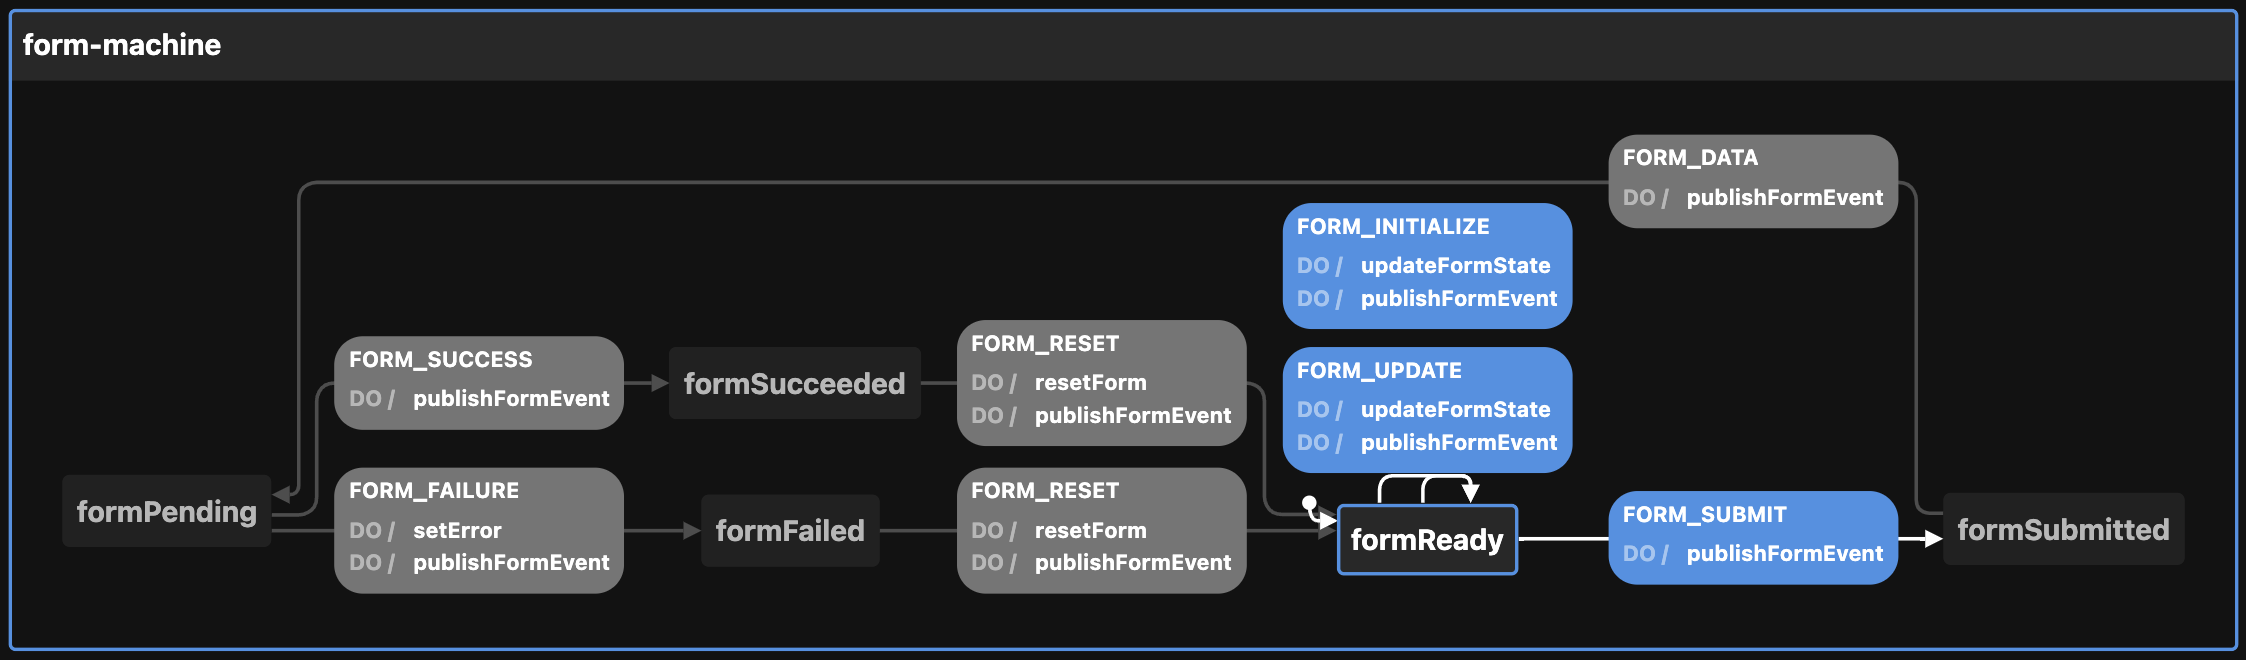 form-machine
FORM_DATA
DO / publishFormEvent
FORM_INITIALIZE
DO / updateFormState
DO / publishFormEvent
FORM_SUCCESS
DO / publishFormEvent
formSucceeded
FORM_RESET
DO / resetForm
DO / publishFormEvent
FORM_UPDATE
DO / updateFormState
DO / publishFormEvent
formPending
FORM_FAILURE
DO / setError
DO / publishFormEvent
formFailed
FORM_RESET
DO / resetForm
DO / publishFormEvent
formReady
FORM_SUBMIT
DO / publishFormEvent
formSubmitted